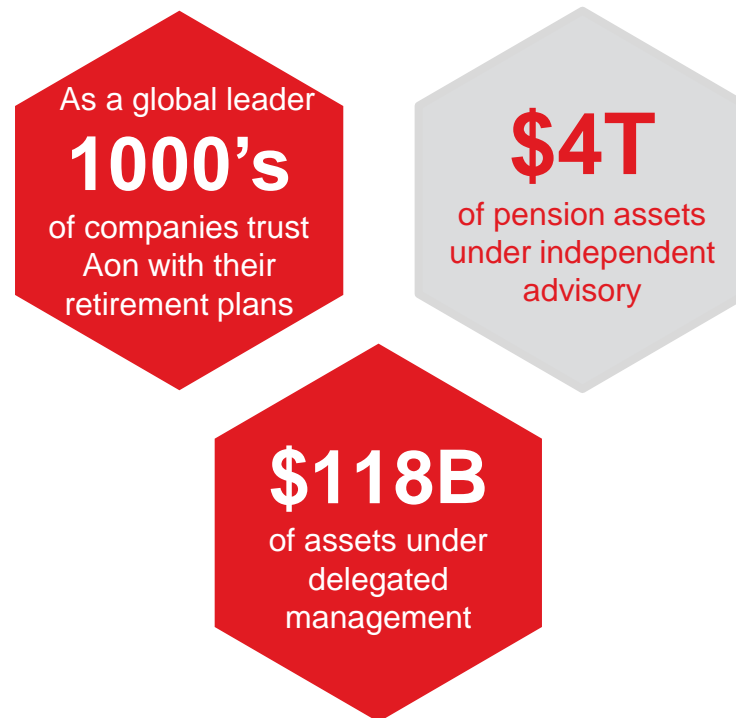 As a global leader
1000’s
of companies trust
Aon with their
retirement plans
$4T
of pension assets
under independent
advisory
$118B
of assets under
delegated
management